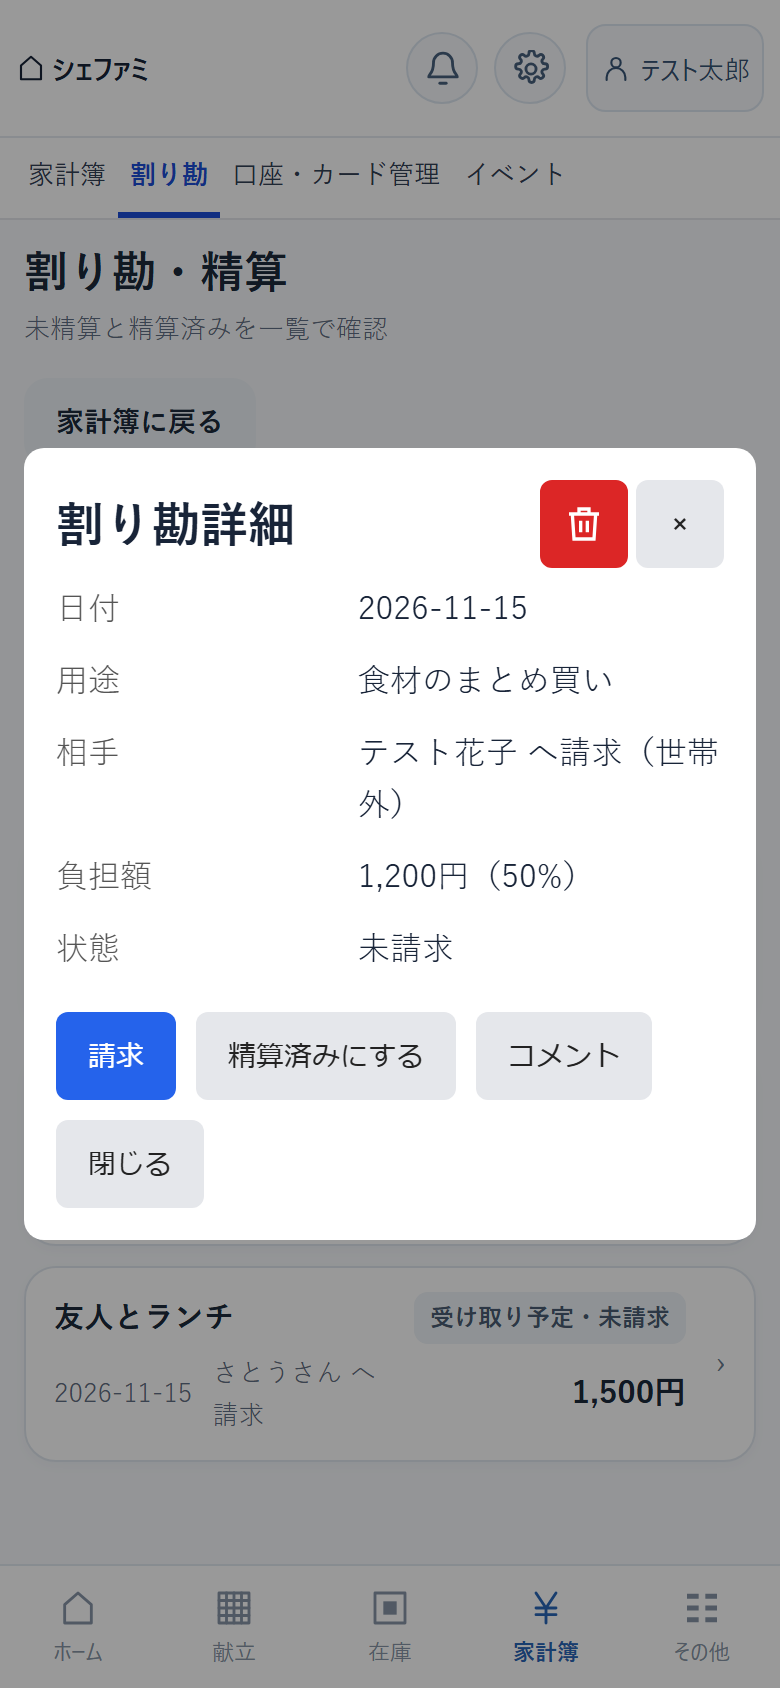 シェファミ
テスト太郎
家計簿 割り勘 口座・カード管理 イベント
割り勘・精算
未精算と精算済みを一覧で確認
家計簿に戻る
割り勘詳細
×
日付 2026-11-15
用途 食材のまとめ買い
相手 テスト花子 へ請求（世帯
外）
負担額 1,200円（50%）
状態 未請求
請求 精算済みにする コメント
閉じる
友人とランチ 受け取り予定・未請求
2026-11-15 さとうさん へ
請求
1,500円
›
ホーム 献立 在庫 家計簿 その他